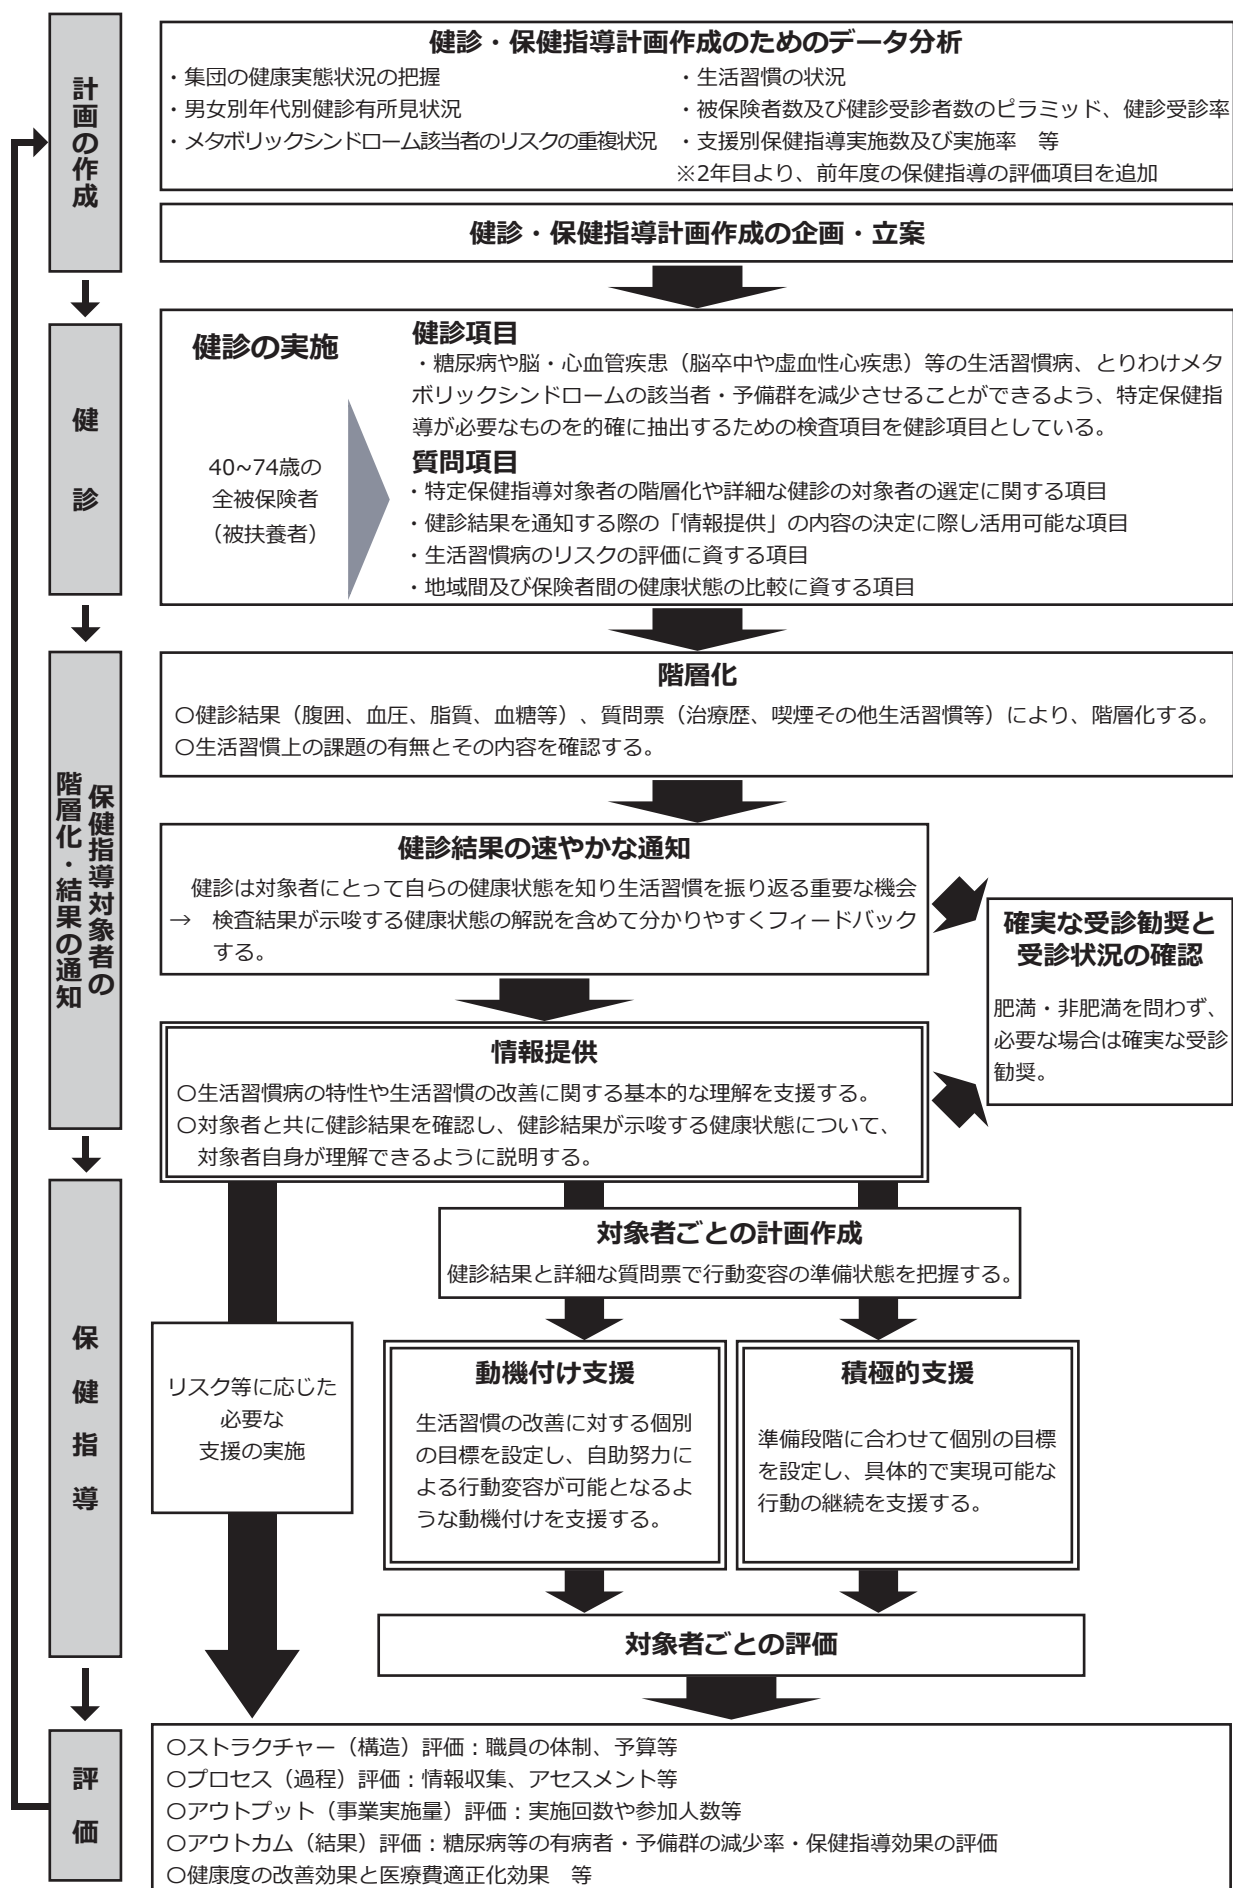 計画の作成
健診・保健指導計画作成のためのデータ分析
・集団の健康実態状況の把握
・男女別年代別健診有所見状況
・メタボリックシンドローム該当者のリスクの重複状況
・生活習慣の状況
・被保険者数及び健診受診者数のピラミッド、健診受診率
・支援別保健指導実施数及び実施率　等
※2年目より、前年度の保健指導の評価項目を追加
健診・保健指導計画作成の企画・立案
健診
健診の実施
40~74歳の
全被保険者
（被扶養者）
健診項目
・糖尿病や脳・心血管疾患（脳卒中や虚血性心疾患）等の生活習慣病、とりわけメタ
ボリックシンドロームの該当者・予備群を減少させることができるよう、特定保健指
導が必要なものを的確に抽出するための検査項目を健診項目としている。
質問項目
・特定保健指導対象者の階層化や詳細な健診の対象者の選定に関する項目
・健診結果を通知する際の「情報提供」の内容の決定に際し活用可能な項目
・生活習慣病のリスクの評価に資する項目
・地域間及び保険者間の健康状態の比較に資する項目
保健指導対象者の
階層化・結果の通知
階層化
○健診結果（腹囲、血圧、脂質、血糖等）、質問票（治療歴、喫煙その他生活習慣等）により、階層化する。
○生活習慣上の課題の有無とその内容を確認する。
健診結果の速やかな通知
健診は対象者にとって自らの健康状態を知り生活習慣を振り返る重要な機会
→　検査結果が示唆する健康状態の解説を含めて分かりやすくフィードバック
する。
確実な受診勧奨と
受診状況の確認
肥満・非肥満を問わず、
必要な場合は確実な受診
勧奨。
情報提供
○生活習慣病の特性や生活習慣の改善に関する基本的な理解を支援する。
○対象者と共に健診結果を確認し、健診結果が示唆する健康状態について、
対象者自身が理解できるように説明する。
保健指導
対象者ごとの計画作成
健診結果と詳細な質問票で行動変容の準備状態を把握する。
リスク等に応じた
必要な
支援の実施
動機付け支援
生活習慣の改善に対する個別
の目標を設定し、自助努力に
よる行動変容が可能となるよ
うな動機付けを支援する。
積極的支援
準備段階に合わせて個別の目標
を設定し、具体的で実現可能な
行動の継続を支援する。
対象者ごとの評価
評価
○ストラクチャー（構造）評価：職員の体制、予算等
○プロセス（過程）評価：情報収集、アセスメント等
○アウトプット（事業実施量）評価：実施回数や参加人数等
○アウトカム（結果）評価：糖尿病等の有病者・予備群の減少率・保健指導効果の評価
○健康度の改善効果と医療費適正化効果　等